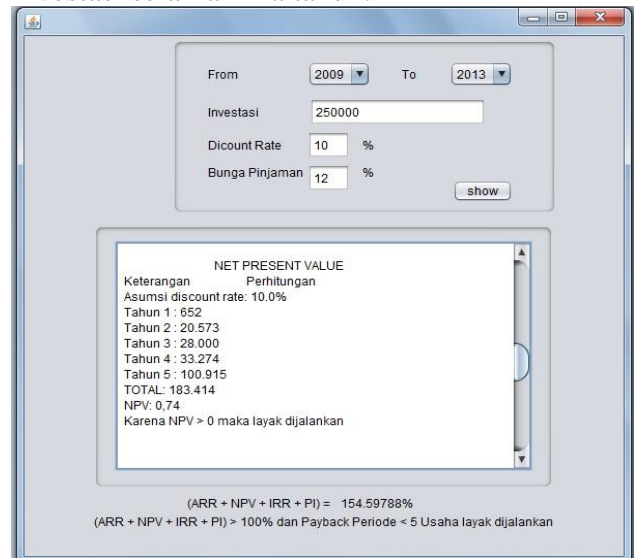 From 2009 To 2013
Investasi 250000
Dicount Rate 10 %
Bunga Pinjaman 12 %
show
NET PRESENT VALUE
Keterangan Perhitungan
Asumsi discount rate: 10.0%
Tahun 1 : 652
Tahun 2 : 20.573
Tahun 3 : 28.000
Tahun 4 : 33.274
Tahun 5 : 100.915
TOTAL: 183.414
NPV: 0,74
Karena NPV > 0 maka layak dijalankan
(ARR + NPV + IRR + PI) = 154.59788%
(ARR + NPV + IRR + PI) > 100% dan Payback Periode < 5 Usaha layak dijalankan